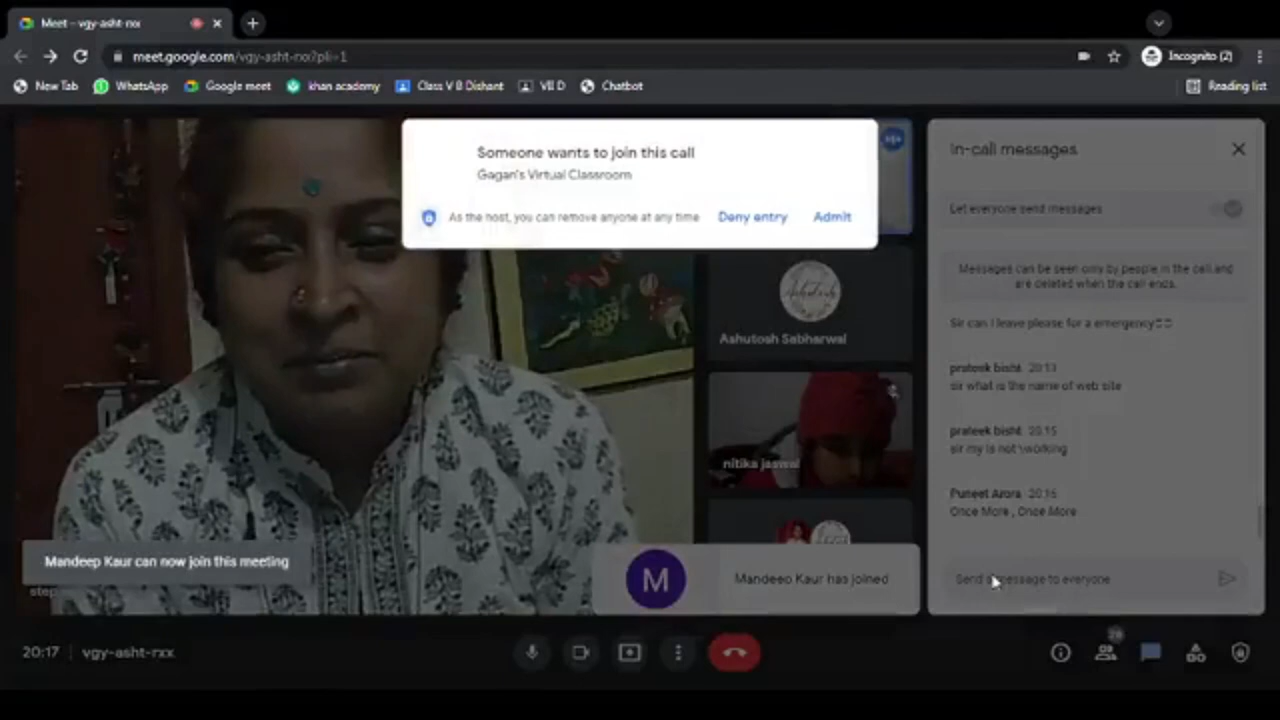 Meet – vgy-asht-rxx
meet.google.com/vgy-asht-rxx?pli=1
Incognito (2)
New Tab
WhatsApp
Google meet
khan academy
Class V B Dishant
VII D
Chatbot
Reading list
Someone wants to join this call
Gagan's Virtual Classroom
As the host, you can remove anyone at any time
Deny entry
Admit
In-call messages
Let everyone send messages
Messages can be seen only by people in the call and
are deleted when the call ends.
Sir can I leave please for a emergency
prateek bisht 20:13
sir what is the name of web site
prateek bisht 20:15
sir my is not \working
Puneet Arora 20:16
Once More , Once More
Send a message to everyone
Ashutosh Sabharwal
nitika jaswal
Mandeep Kaur can now join this meeting
step
M
Mandeep Kaur has joined
20:17 | vgy-asht-rxx